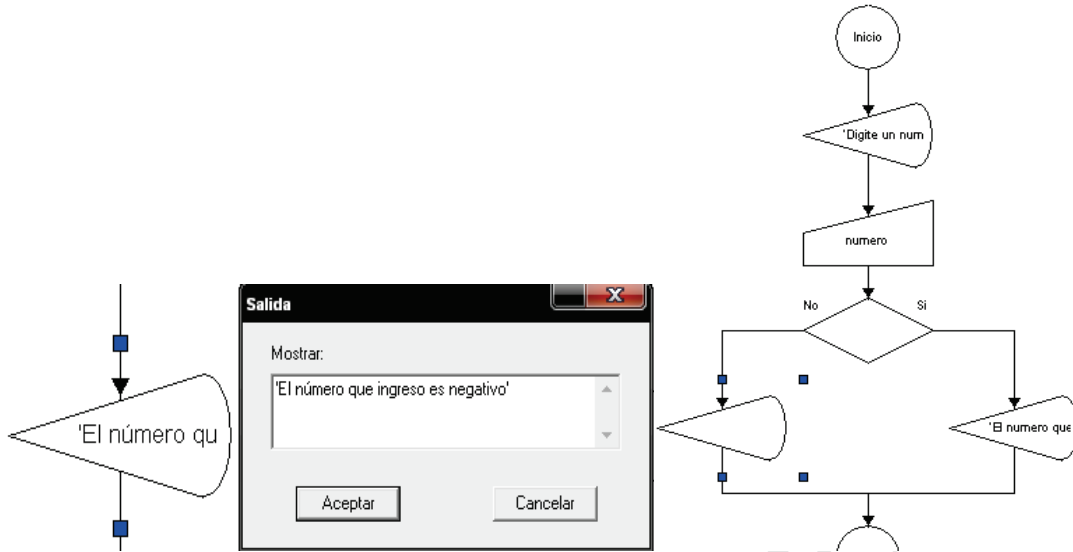 'El número qu
Salida
X
Mostrar:
'El número que ingreso es negativo'
Aceptar
Cancelar
Inicio
'Digite un num
numero
No
Si
'El numero que